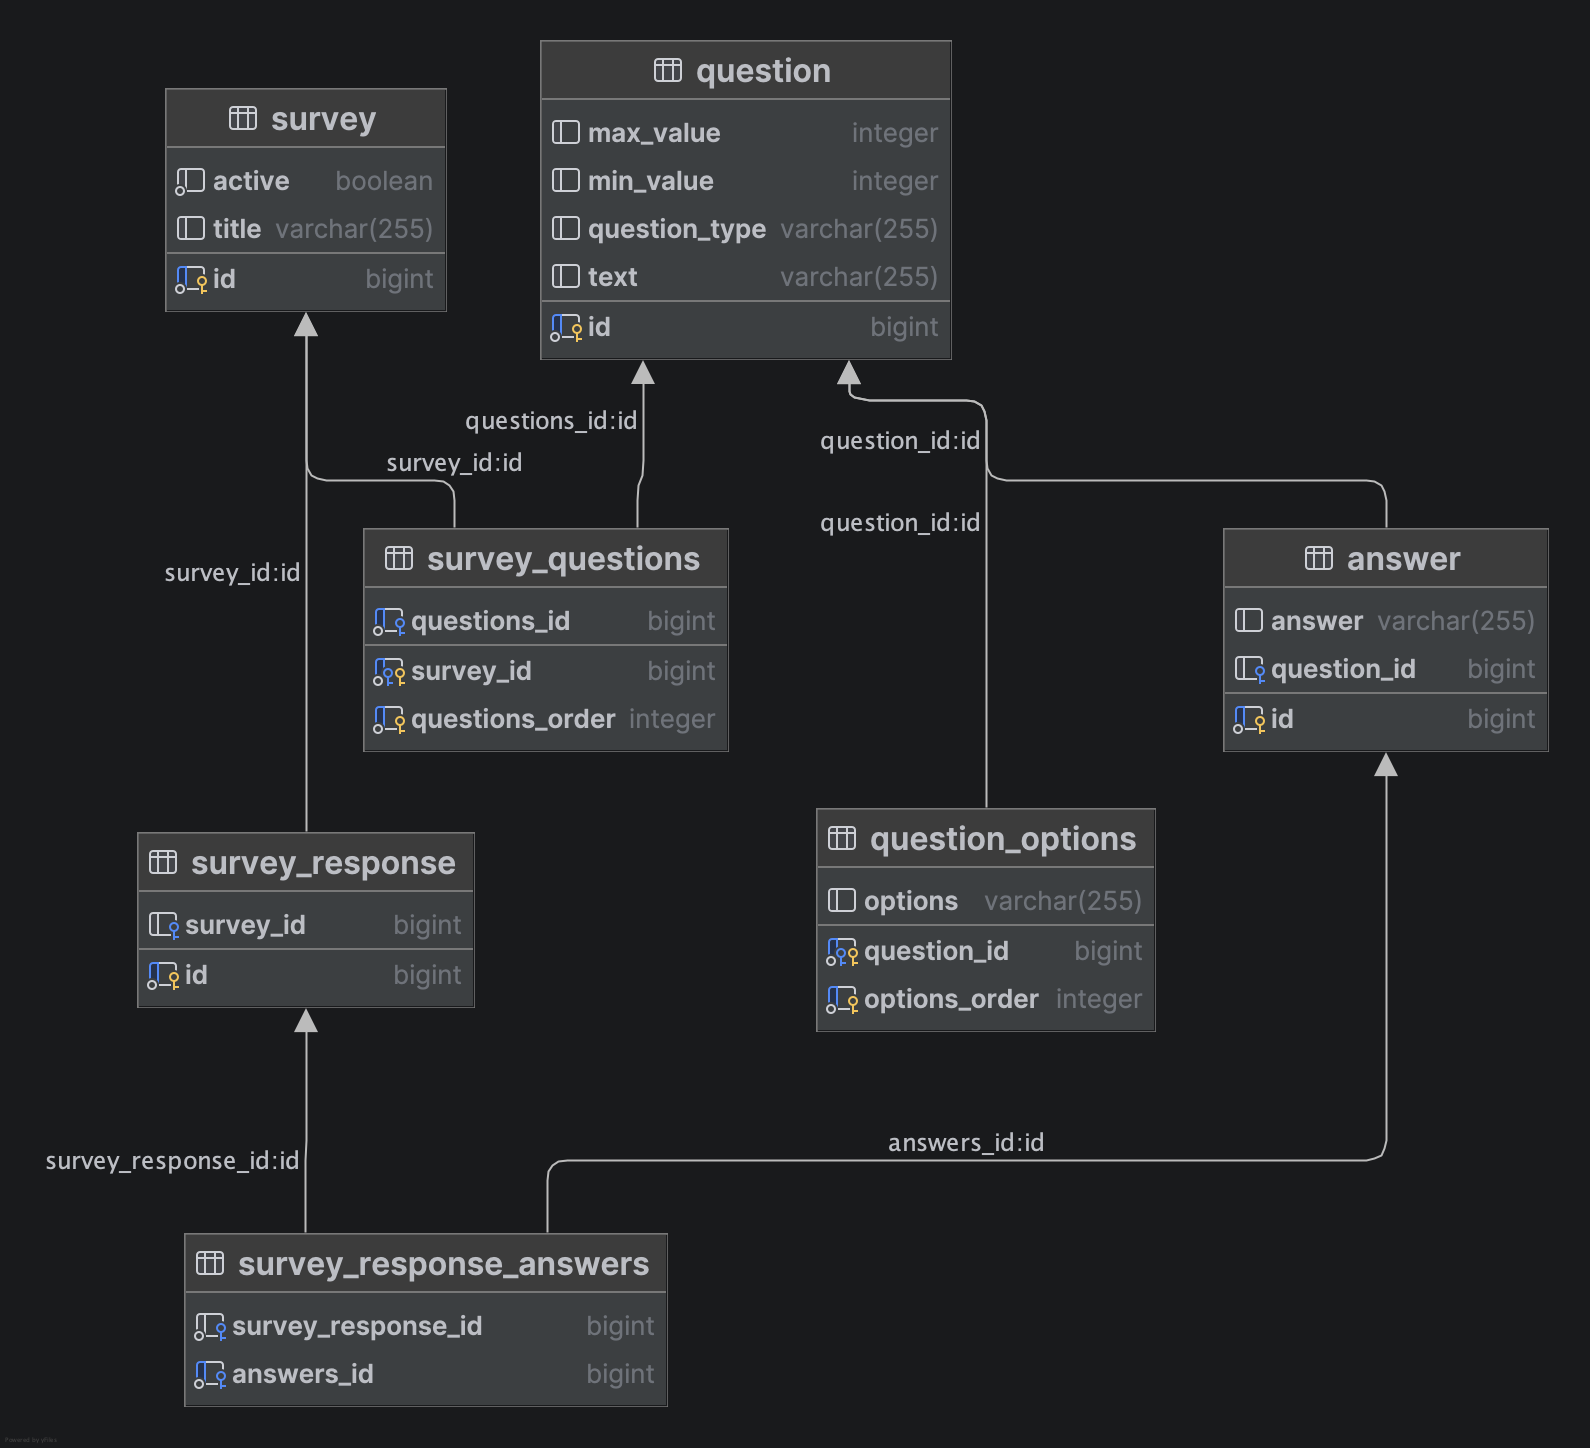 survey
active boolean
title varchar(255)
id bigint
question
max_value integer
min_value integer
question_type varchar(255)
text varchar(255)
id bigint
questions_id:id
survey_id:id
question_id:id
question_id:id
survey_id:id
survey_questions
questions_id bigint
survey_id bigint
questions_order integer
answer
answer varchar(255)
question_id bigint
id bigint
survey_response
survey_id bigint
id bigint
question_options
options varchar(255)
question_id bigint
options_order integer
survey_response_id:id
answers_id:id
survey_response_answers
survey_response_id bigint
answers_id bigint
Powered by yFiles